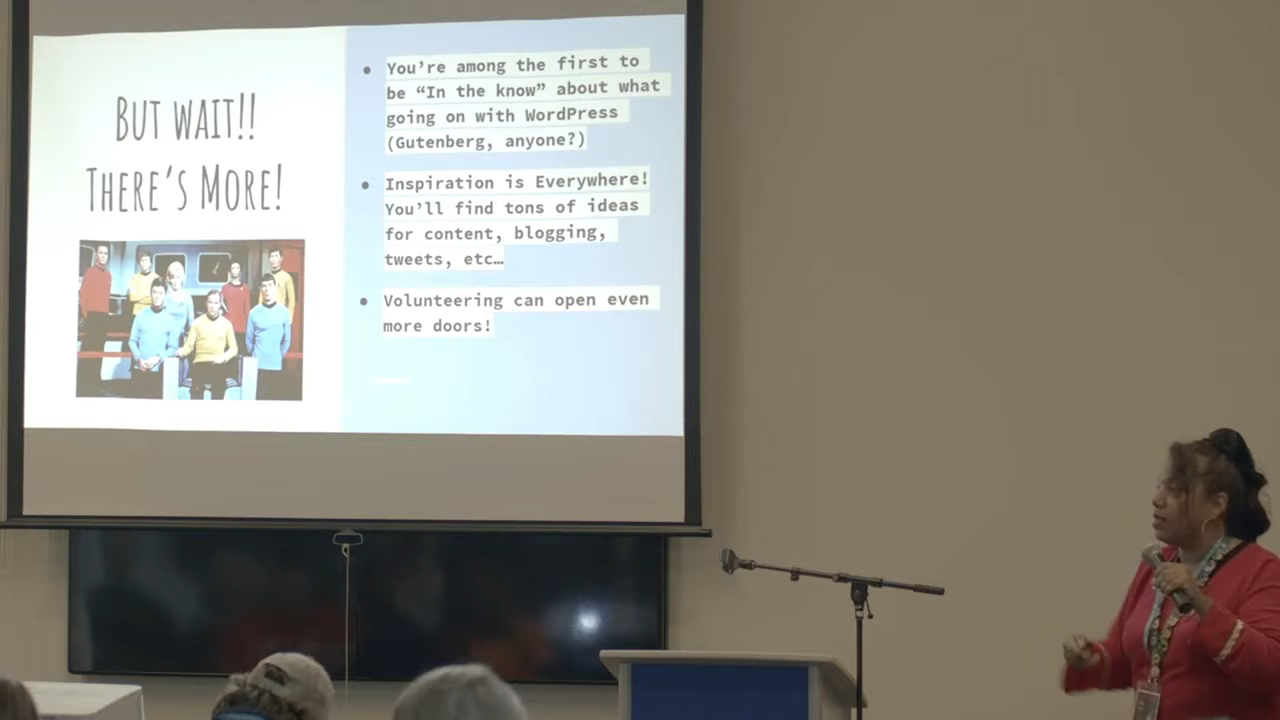 BUT WAIT!!
THERE'S MORE!
You're among the first to
be “In the know” about what
going on with WordPress
(Gutenberg, anyone?)
Inspiration is Everywhere!
You'll find tons of ideas
for content, blogging,
tweets, etc…
Volunteering can open even
more doors!